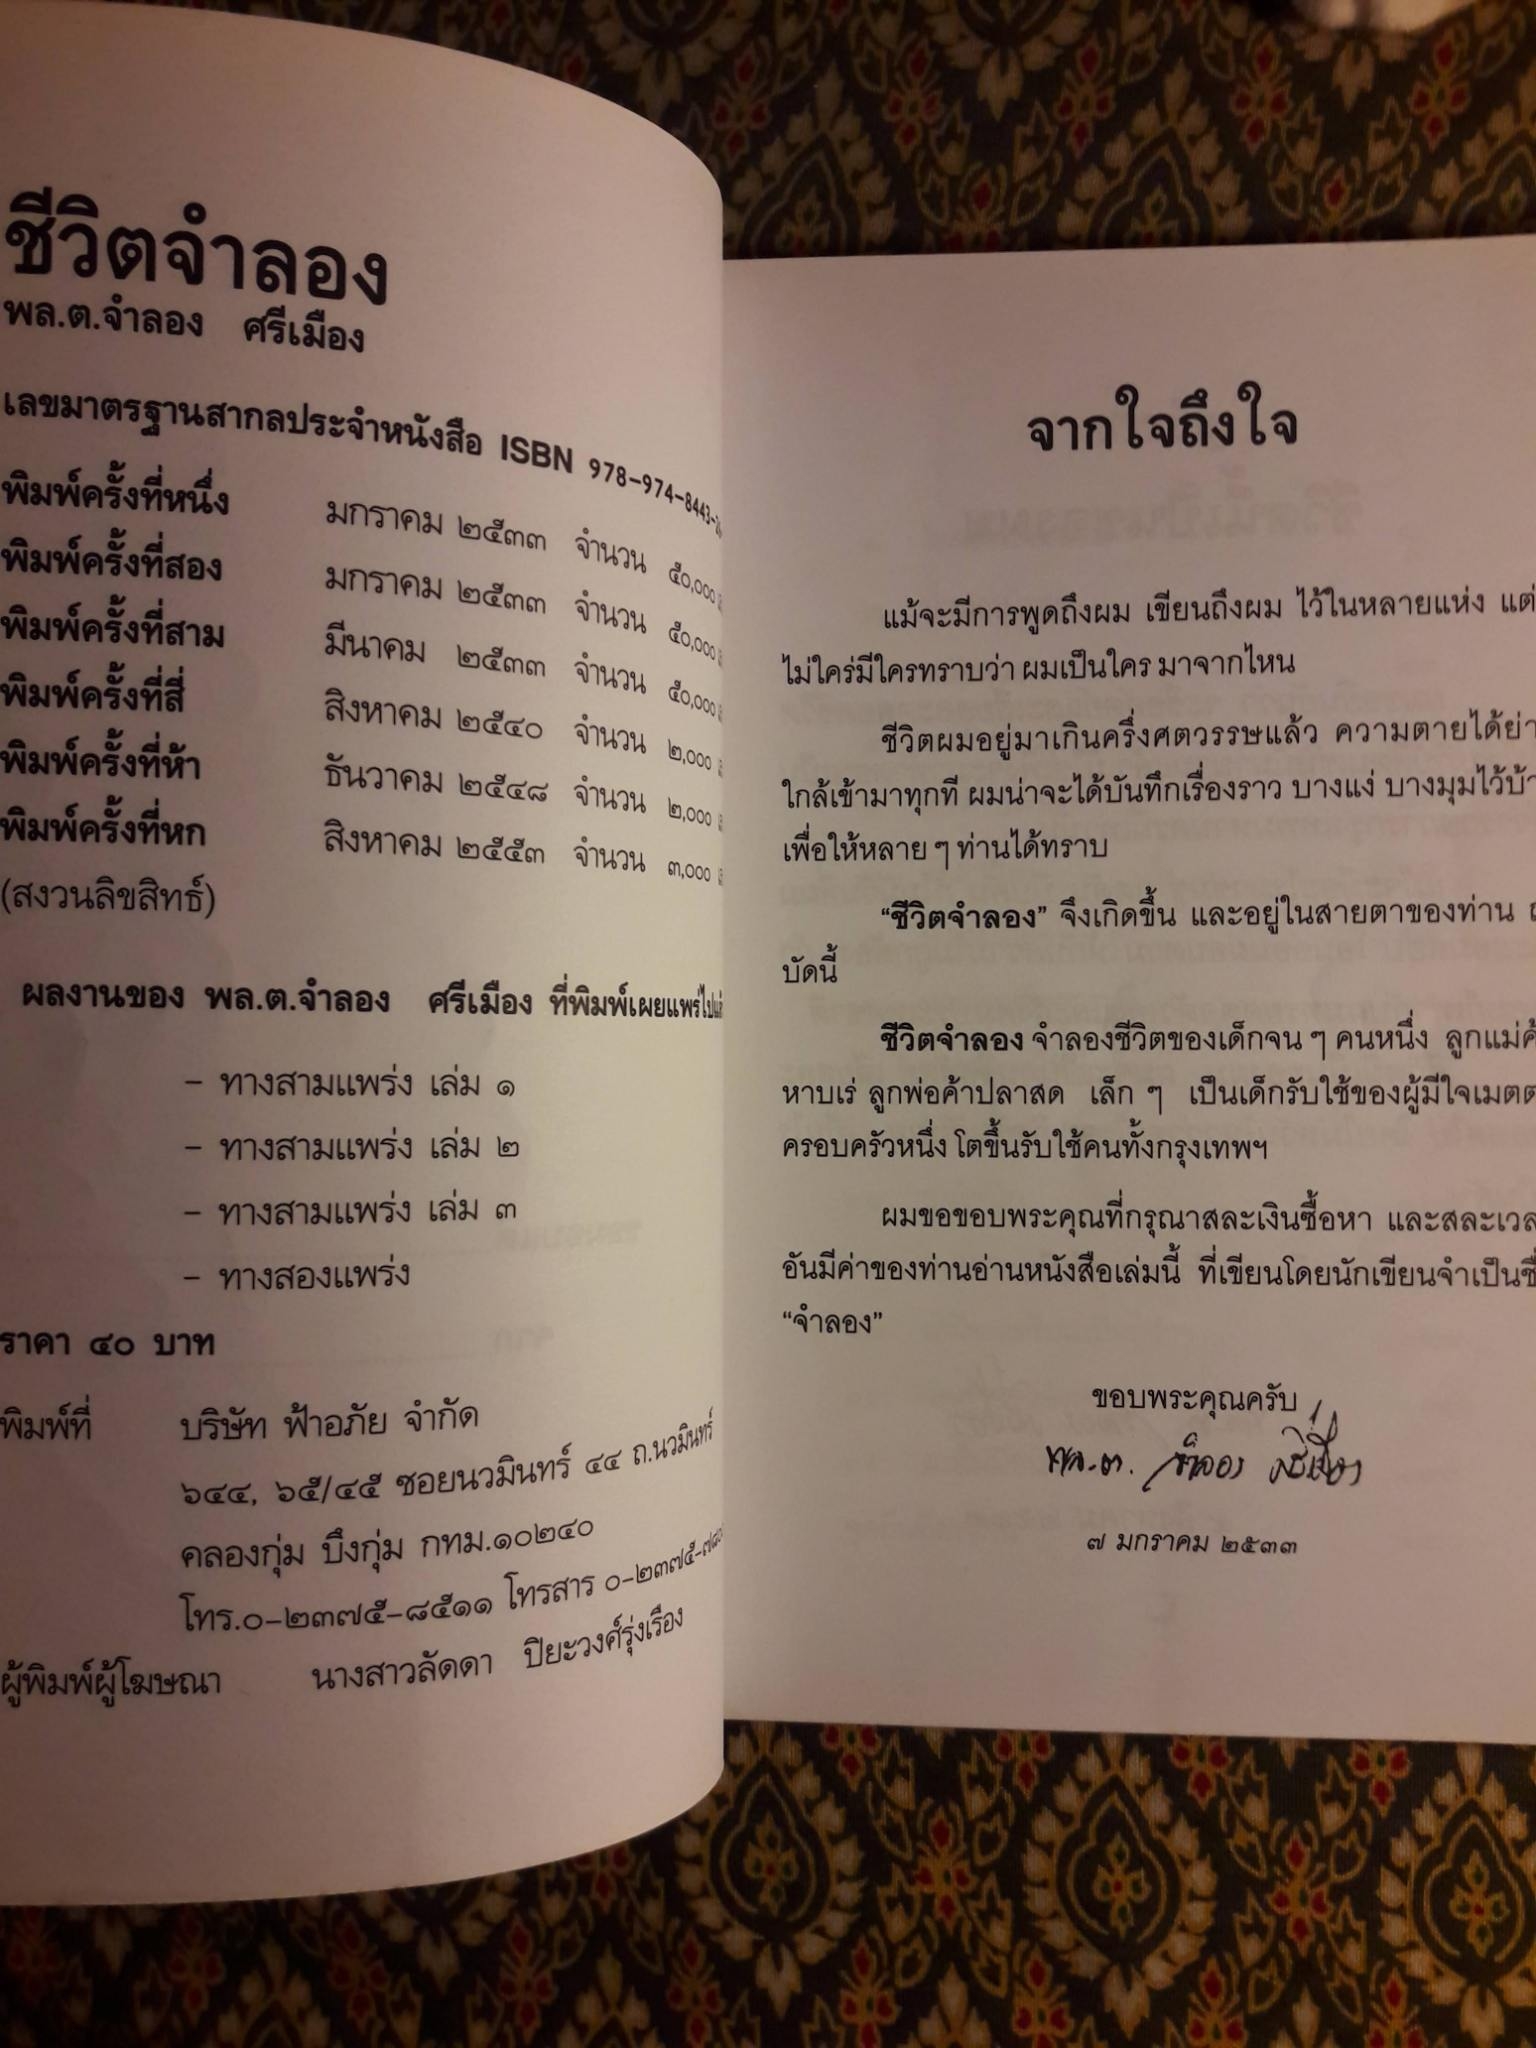 ชีวิตจำลอง
พล.ต.จำลอง ศรีเมือง
เลขมาตรฐานสากลประจำหนังสือ ISBN 978-974-8443-
พิมพ์ครั้งที่หนึ่ง มกราคม ๒๕๓๓ จำนวน ๕๐,๐๐๐
พิมพ์ครั้งที่สอง มกราคม ๒๕๓๓ จำนวน ๕๐,๐๐๐
พิมพ์ครั้งที่สาม มีนาคม ๒๕๓๓ จำนวน ๕๐,๐๐๐
พิมพ์ครั้งที่สี่ สิงหาคม ๒๕๔๐ จำนวน ๒,๐๐๐
พิมพ์ครั้งที่ห้า ธันวาคม ๒๕๔๘ จำนวน ๒,๐๐๐
พิมพ์ครั้งที่หก สิงหาคม ๒๕๕๓ จำนวน ๓,๐๐๐
(สงวนลิขสิทธ์)
ผลงานของ พล.ต.จำลอง ศรีเมือง ที่พิมพ์เผยแพร่ไป
- ทางสามแพร่ง เล่ม ๑
- ทางสามแพร่ง เล่ม ๒
- ทางสามแพร่ง เล่ม ๓
- ทางสองแพร่ง
ราคา ๔๐ บาท
พิมพ์ที่ บริษัท ฟ้าอภัย จำกัด
๖๔๔, ๖๕/๔๕ ซอยนวมินทร์ ๔๔ ถ.นวมินทร์
คลองกุ่ม บึงกุ่ม กทม.๑๐๒๔๐
โทร.๐-๒๓๗๕-๘๕๑๑ โทรสาร ๐-๒๓๗๕-๗๘
ผู้พิมพ์ผู้โฆษณา นางสาวลัดดา ปิยะวงศ์รุ่งเรือง
จากใจถึงใจ
แม้จะมีการพูดถึงผม เขียนถึงผม ไว้ในหลายแห่ง แต่
ไม่ใคร่มีใครทราบว่า ผมเป็นใคร มาจากไหน
ชีวิตผมอยู่มาเกินครึ่งศตวรรษแล้ว ความตายได้ย่า
ใกล้เข้ามาทุกที ผมน่าจะได้บันทึกเรื่องราว บางแง่ บางมุมไว้บ้า
เพื่อให้หลาย ๆ ท่านได้ทราบ
“ชีวิตจำลอง” จึงเกิดขึ้น และอยู่ในสายตาของท่าน
บัดนี้
ชีวิตจำลอง จำลองชีวิตของเด็กจน ๆ คนหนึ่ง ลูกแม่ค้
หาบเร่ ลูกพ่อค้าปลาสด เล็ก ๆ เป็นเด็กรับใช้ของผู้มีใจเมตต
ครอบครัวหนึ่ง โตขึ้นรับใช้คนทั้งกรุงเทพฯ
ผมขอขอบพระคุณที่กรุณาสละเงินซื้อหา และสละเวล
อันมีค่าของท่านอ่านหนังสือเล่มนี้ ที่เขียนโดยนักเขียนจำเป็นชื่
“จำลอง”
ขอบพระคุณครับ
พล.ต. จำลอง ศรีเมือง
๗ มกราคม ๒๕๓๓